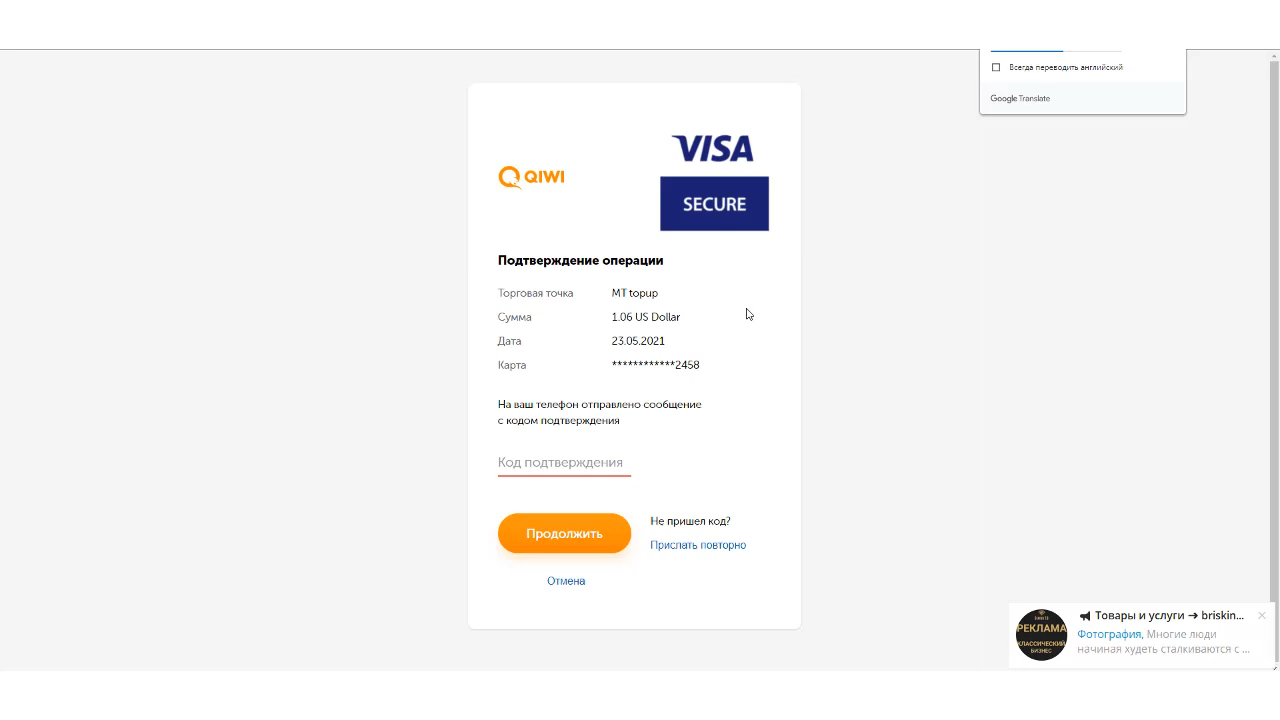 Всегда переводить английский
Google Translate
VISA
QIWI
SECURE
Подтверждение операции
Торговая точка MT topup
Сумма 1.06 US Dollar
Дата 23.05.2021
Карта ************2458
На ваш телефон отправлено сообщение
с кодом подтверждения
Код подтверждения
Продолжить
Не пришел код?
Прислать повторно
Отмена
РЕКЛАМА
КЛАССИЧЕСКИЙ
БИЗНЕС
Товары и услуги ➔ briskin...
Фотография, Многие люди
начиная худеть сталкиваются с ...